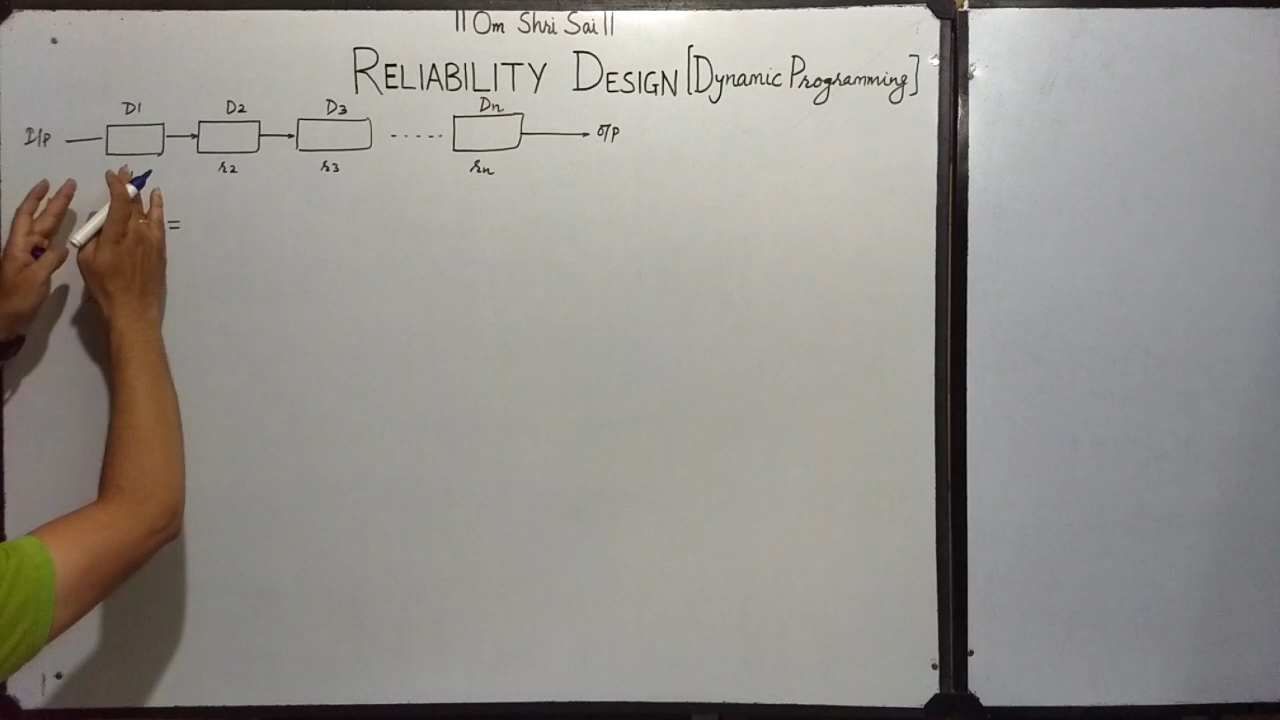 || Om Shri Sai ||
RELIABILITY DESIGN [Dynamic Programming]
D1 D2 D3 Dn
I/p ..... O/p
r2 r3 rn
=